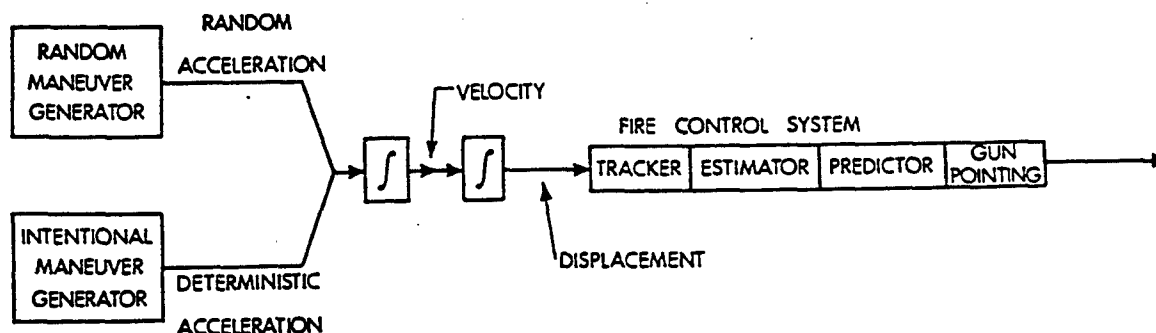 RANDOM
MANEUVER
GENERATOR
RANDOM
ACCELERATION
INTENTIONAL
MANEUVER
GENERATOR
DETERMINISTIC
ACCELERATION
∫
VELOCITY
∫
DISPLACEMENT
FIRE CONTROL SYSTEM
TRACKER
ESTIMATOR
PREDICTOR
GUN
POINTING